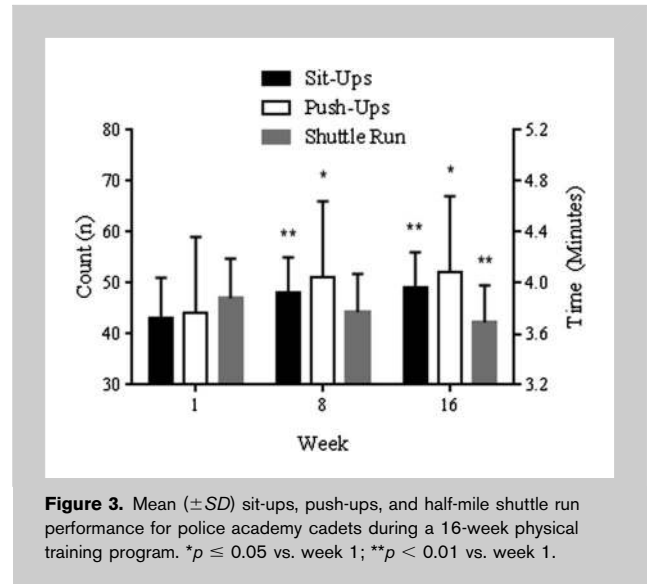 Sit-Ups
Push-Ups
Shuttle Run
80
70
60
50
40
30
Count (n)
5.2
4.8
4.4
4.0
3.6
3.2
Time (Minutes)
**
*
**
*
**
1
8
16
Week
Figure 3. Mean (±SD) sit-ups, push-ups, and half-mile shuttle run
performance for police academy cadets during a 16-week physical
training program. *p ≤ 0.05 vs. week 1; **p < 0.01 vs. week 1.